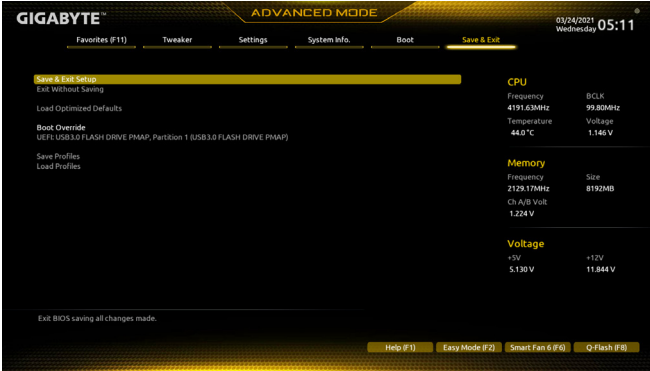 GIGABYTE™
ADVANCED MODE
03/24/2021
Wednesday 05:11
Favorites (F11) Tweaker Settings System Info. Boot Save & Exit
Save & Exit Setup
Exit Without Saving
Load Optimized Defaults
Boot Override
UEFI: USB3.0 FLASH DRIVE PMAP, Partition 1 (USB3.0 FLASH DRIVE PMAP)
Save Profiles
Load Profiles
CPU
Frequency BCLK
4191.63MHz 99.80MHz
Temperature Voltage
44.0 °C 1.146 V
Memory
Frequency Size
2129.17MHz 8192MB
Ch A/B Volt
1.224 V
Voltage
+5V +12V
5.130 V 11.844 V
Exit BIOS saving all changes made.
Help (F1) Easy Mode (F2) Smart Fan 6 (F6) Q-Flash (F8)